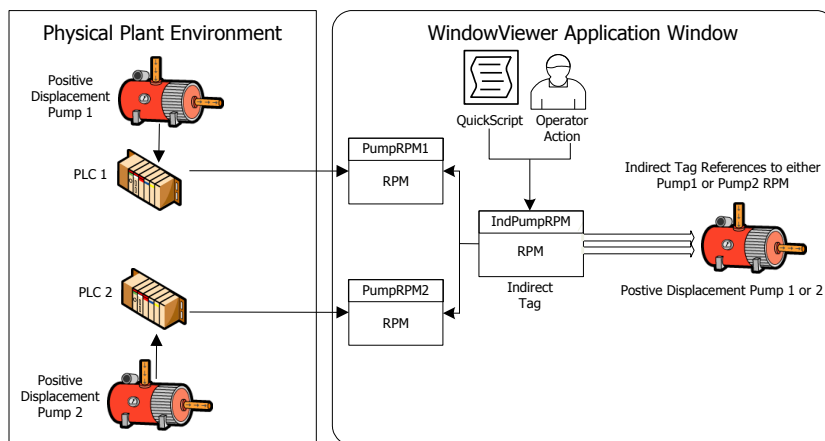 Physical Plant Environment
Positive
Displacement
Pump 1
PLC 1
PLC 2
Positive
Displacement
Pump 2
WindowViewer Application Window
QuickScript
Operator
Action
PumpRPM1
RPM
IndPumpRPM
RPM
Indirect
Tag
PumpRPM2
RPM
Indirect Tag References to either
Pump1 or Pump2 RPM
Postive Displacement Pump 1 or 2